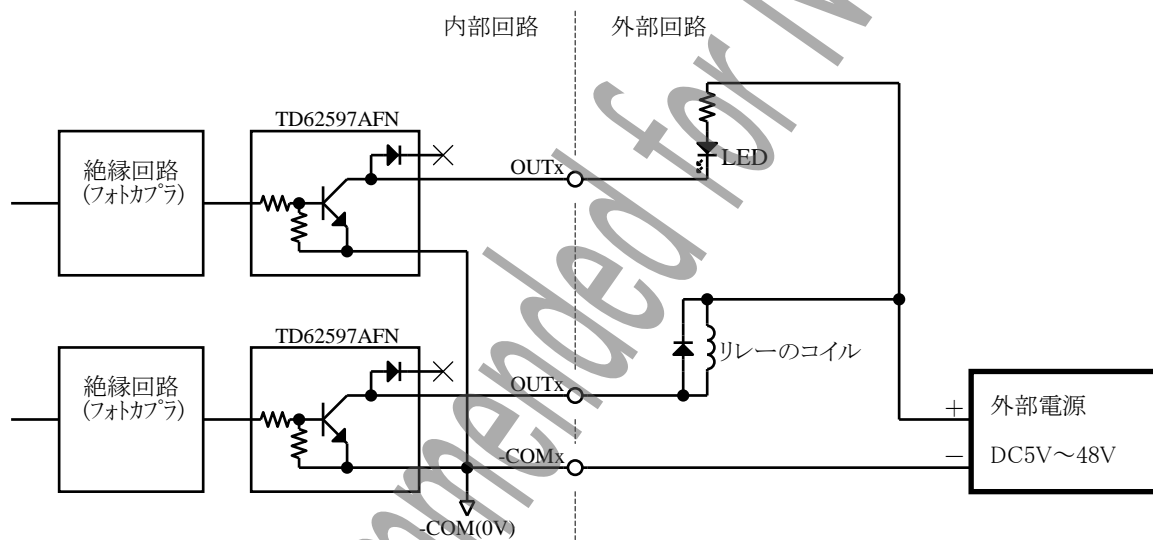 内部回路
外部回路
TD62597AFN
絶縁回路
(フォトカプラ)
OUTx
LED
TD62597AFN
絶縁回路
(フォトカプラ)
OUTx
リレーのコイル
-COMx
-COM(0V)
+
外部電源
−
DC5V～48V
mmended for N